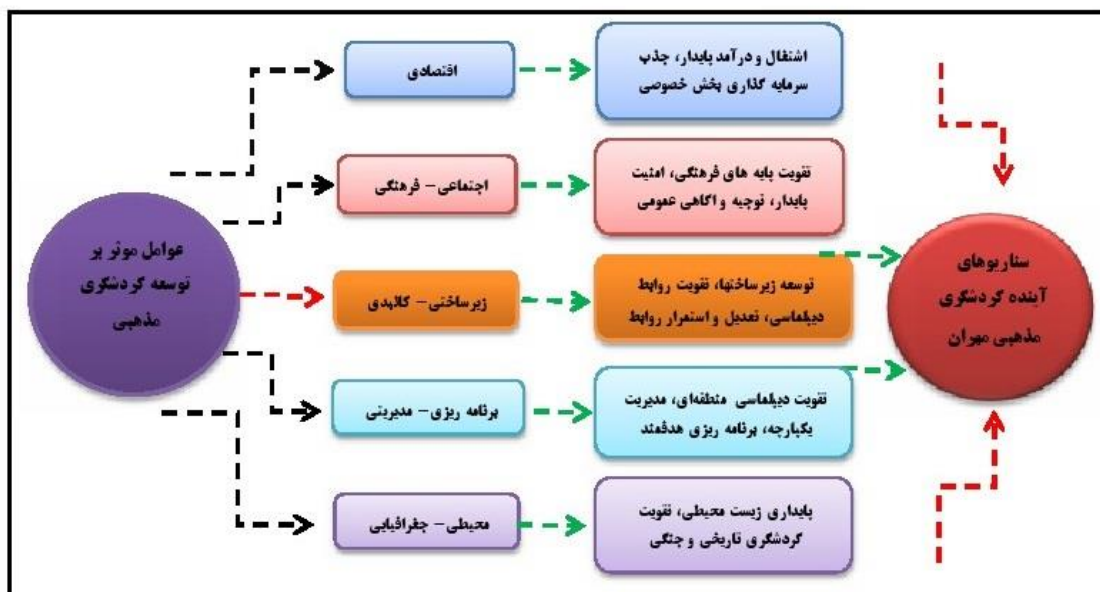 عوامل موثر بر
توسعه گردشگری
مذهبی
اقتصادی
اشتغال و درآمد پایدار، جذب
سرمایه گذاری بخش خصوصی
اجتماعی- فرهنگی
تقویت پایه های فرهنگی، امنیت
پایدار، توجیه و آگاهی عمومی
زیرساختی- کالبدی
توسعه زیرساختها، تقویت روابط
دیپلماسی، تعدیل و استمرار روابط
برنامه ریزی- مدیریتی
تقویت دیپلماسی منطقه‌ای، مدیریت
یکپارچه، برنامه ریزی هدفمند
محیطی- جغرافیایی
پایداری زیست محیطی، تقویت
گردشگری تاریخی و جنگی
سناریوهای
آینده گردشگری
مذهبی مهران